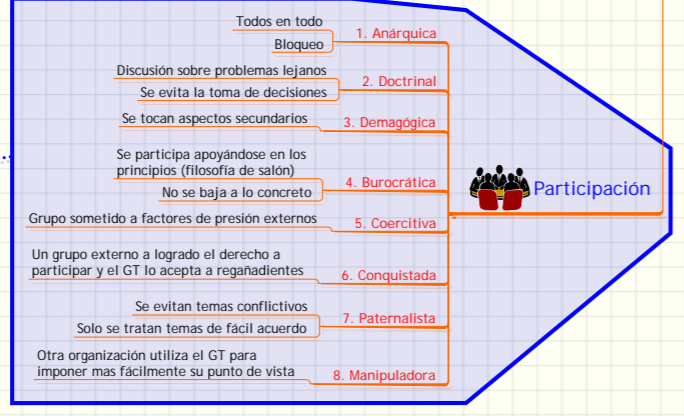 Participación
1. Anárquica
Todos en todo
Bloqueo
2. Doctrinal
Discusión sobre problemas lejanos
Se evita la toma de decisiones
3. Demagógica
Se tocan aspectos secundarios
4. Burocrática
Se participa apoyándose en los
principios (filosofía de salón)
No se baja a lo concreto
5. Coercitiva
Grupo sometido a factores de presión externos
6. Conquistada
Un grupo externo a logrado el derecho a
participar y el GT lo acepta a regañadientes
7. Paternalista
Se evitan temas conflictivos
Solo se tratan temas de fácil acuerdo
8. Manipuladora
Otra organización utiliza el GT para
imponer mas fácilmente su punto de vista